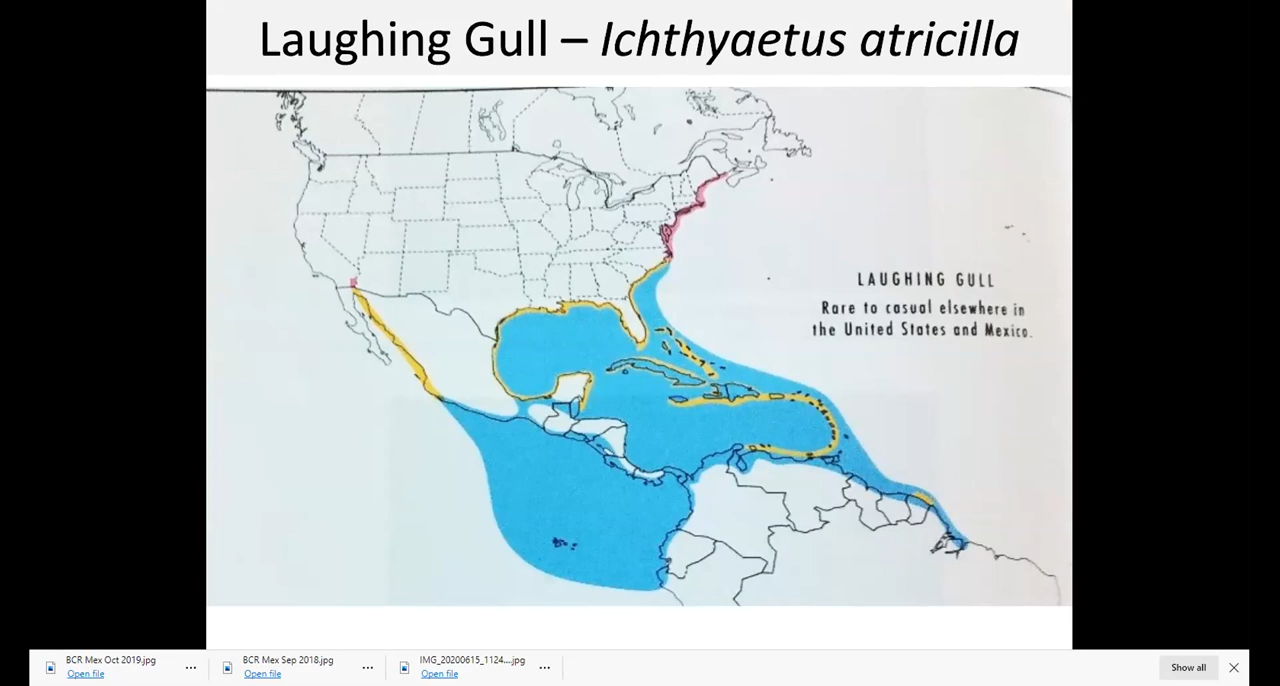 Laughing Gull – Ichthyaetus atricilla
LAUGHING GULL
Rare to casual elsewhere in
the United States and Mexico.
BCR Mex Oct 2019.jpg
Open file
...
BCR Mex Sep 2018.jpg
Open file
...
IMG_20200615_1124....jpg
Open file
...
Show all